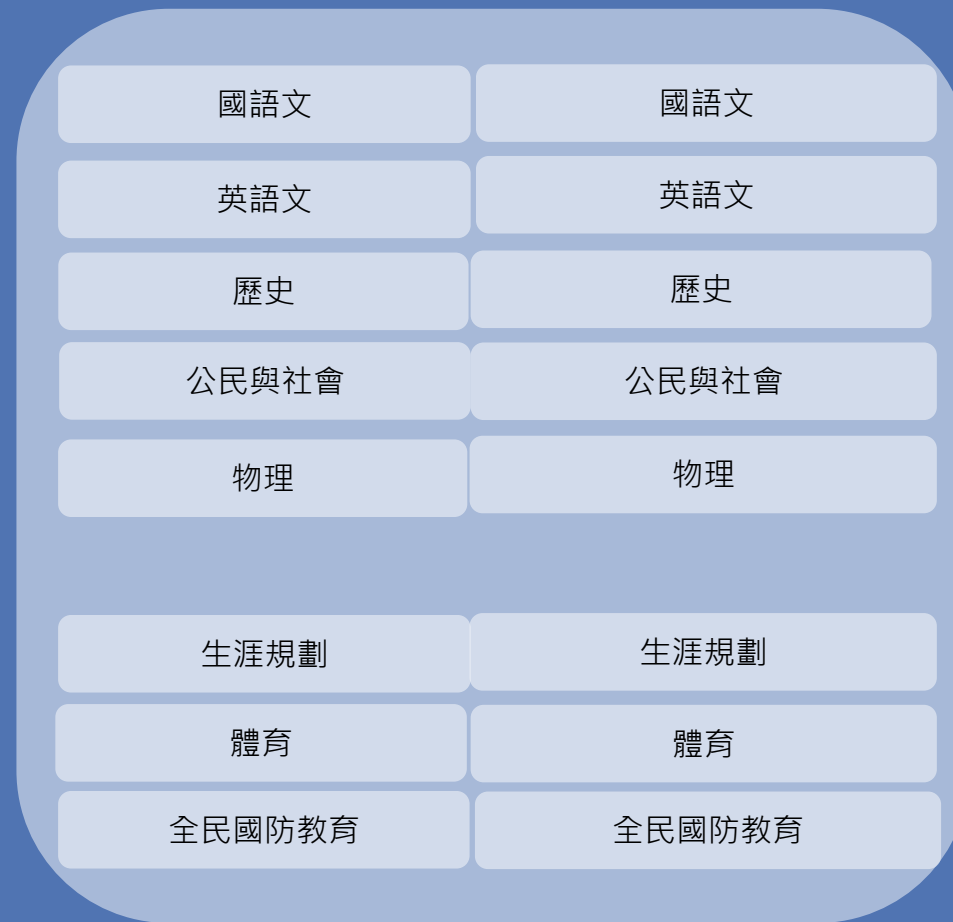 國語文 國語文
英語文 英語文
歷史 歷史
公民與社會 公民與社會
物理 物理
生涯規劃 生涯規劃
體育 體育
全民國防教育 全民國防教育